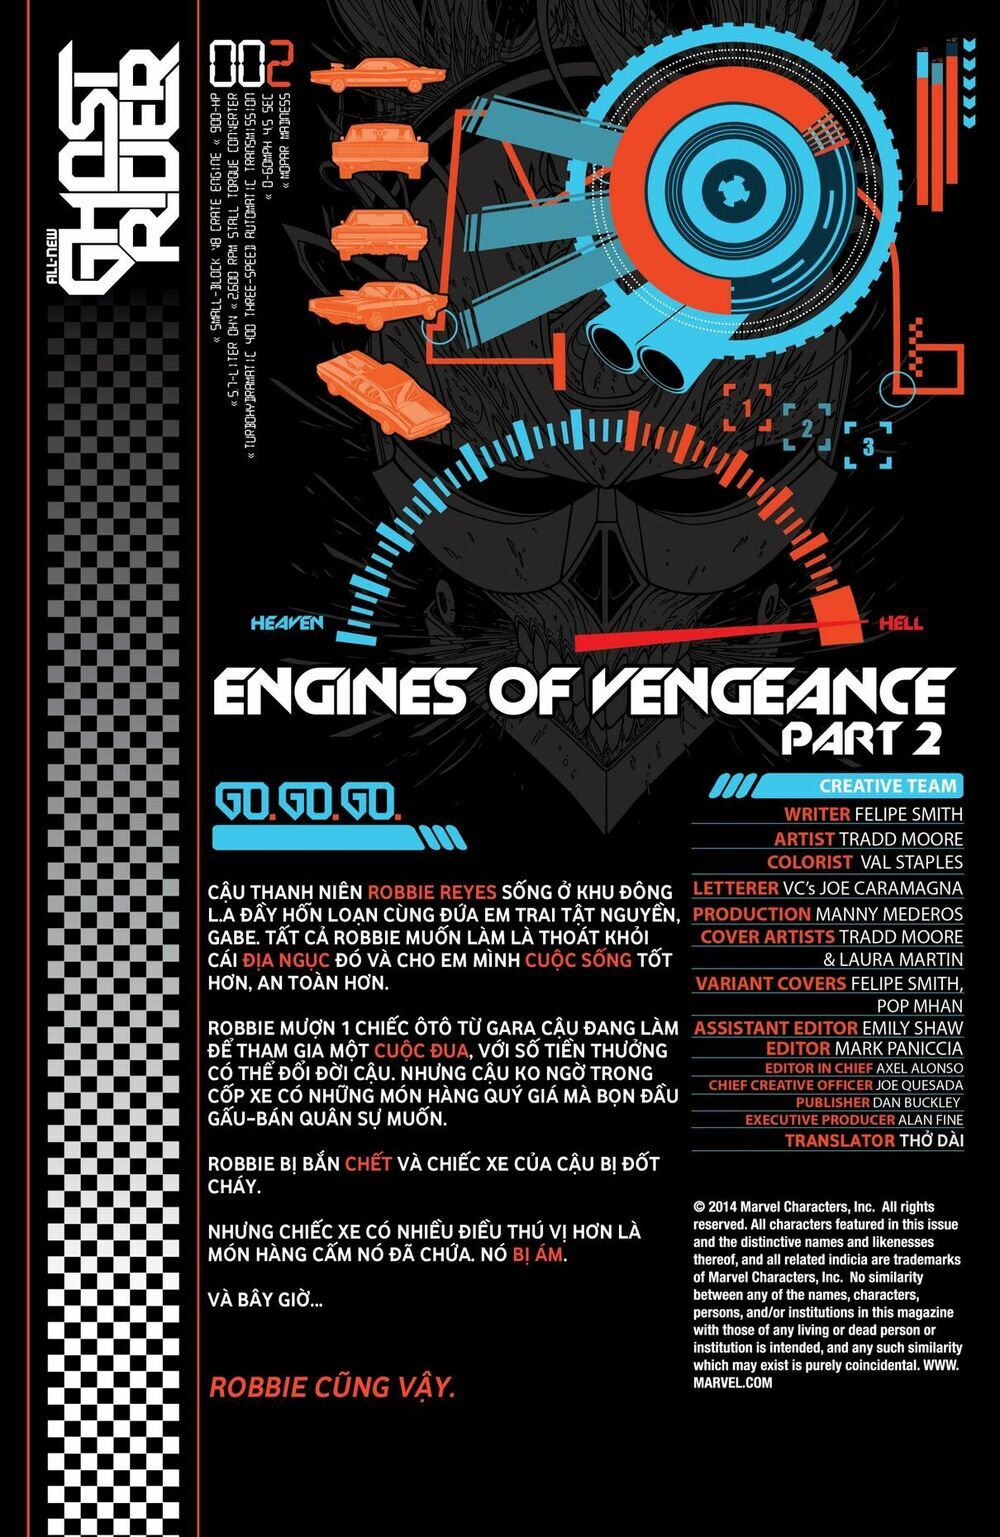 ALL-NEW
GHOST
RIDER
002
« SMALL-BLOCK V8 CRATE ENGINE « 900-HP
« 5.7-LITER OHV « 2,600 RPM STALL TORQUE CONVERTER
« TURBOHYDRAMATIC 400 THREE-SPEED AUTOMATIC TRANSMISSION
« 0-60MPH 4.5 SEC
« MOPAR MADNESS
1
2
3
HEAVEN
HELL
ENGINES OF VENGEANCE
PART 2
GO. GO. GO.
CẬU THANH NIÊN ROBBIE REYES SỐNG Ở KHU ĐÔNG
L.A ĐẦY HỖN LOẠN CÙNG ĐỨA EM TRAI TẬT NGUYỀN,
GABE. TẤT CẢ ROBBIE MUỐN LÀM LÀ THOÁT KHỎI
CÁI ĐỊA NGỤC ĐÓ VÀ CHO EM MÌNH CUỘC SỐNG TỐT
HƠN, AN TOÀN HƠN.
ROBBIE MƯỢN 1 CHIẾC ÔTÔ TỪ GARA CẬU ĐANG LÀM
ĐỂ THAM GIA MỘT CUỘC ĐUA, VỚI SỐ TIỀN THƯỞNG
CÓ THỂ ĐỔI ĐỜI CẬU. NHƯNG CẬU KO NGỜ TRONG
CỐP XE CÓ NHỮNG MÓN HÀNG QUÝ GIÁ MÀ BỌN ĐẦU
GẤU-BÁN QUÂN SỰ MUỐN.
ROBBIE BỊ BẮN CHẾT VÀ CHIẾC XE CỦA CẬU BỊ ĐỐT
CHÁY.
NHƯNG CHIẾC XE CÓ NHIỀU ĐIỀU THÚ VỊ HƠN LÀ
MÓN HÀNG CẤM NÓ ĐÃ CHỨA. NÓ BỊ ÁM.
VÀ BÂY GIỜ...
ROBBIE CŨNG VẬY.
CREATIVE TEAM
WRITER FELIPE SMITH
ARTIST TRADD MOORE
COLORIST VAL STAPLES
LETTERER VC's JOE CARAMAGNA
PRODUCTION MANNY MEDEROS
COVER ARTISTS TRADD MOORE
& LAURA MARTIN
VARIANT COVERS FELIPE SMITH,
POP MHAN
ASSISTANT EDITOR EMILY SHAW
EDITOR MARK PANICCIA
EDITOR IN CHIEF AXEL ALONSO
CHIEF CREATIVE OFFICER JOE QUESADA
PUBLISHER DAN BUCKLEY
EXECUTIVE PRODUCER ALAN FINE
TRANSLATOR THỞ DÀI
© 2014 Marvel Characters, Inc. All rights
reserved. All characters featured in this issue
and the distinctive names and likenesses
thereof, and all related indicia are trademarks
of Marvel Characters, Inc. No similarity
between any of the names, characters,
persons, and/or institutions in this magazine
with those of any living or dead person or
institution is intended, and any such similarity
which may exist is purely coincidental. WWW.
MARVEL.COM